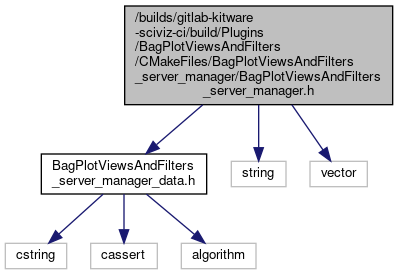 /builds/gitlab-kitware
-sciviz-ci/build/Plugins
/BagPlotViewsAndFilters
/CMakeFiles/BagPlotViewsAndFilters
_server_manager/BagPlotViewsAndFilters
_server_manager.h
BagPlotViewsAndFilters
_server_manager_data.h
string
vector
cstring
cassert
algorithm